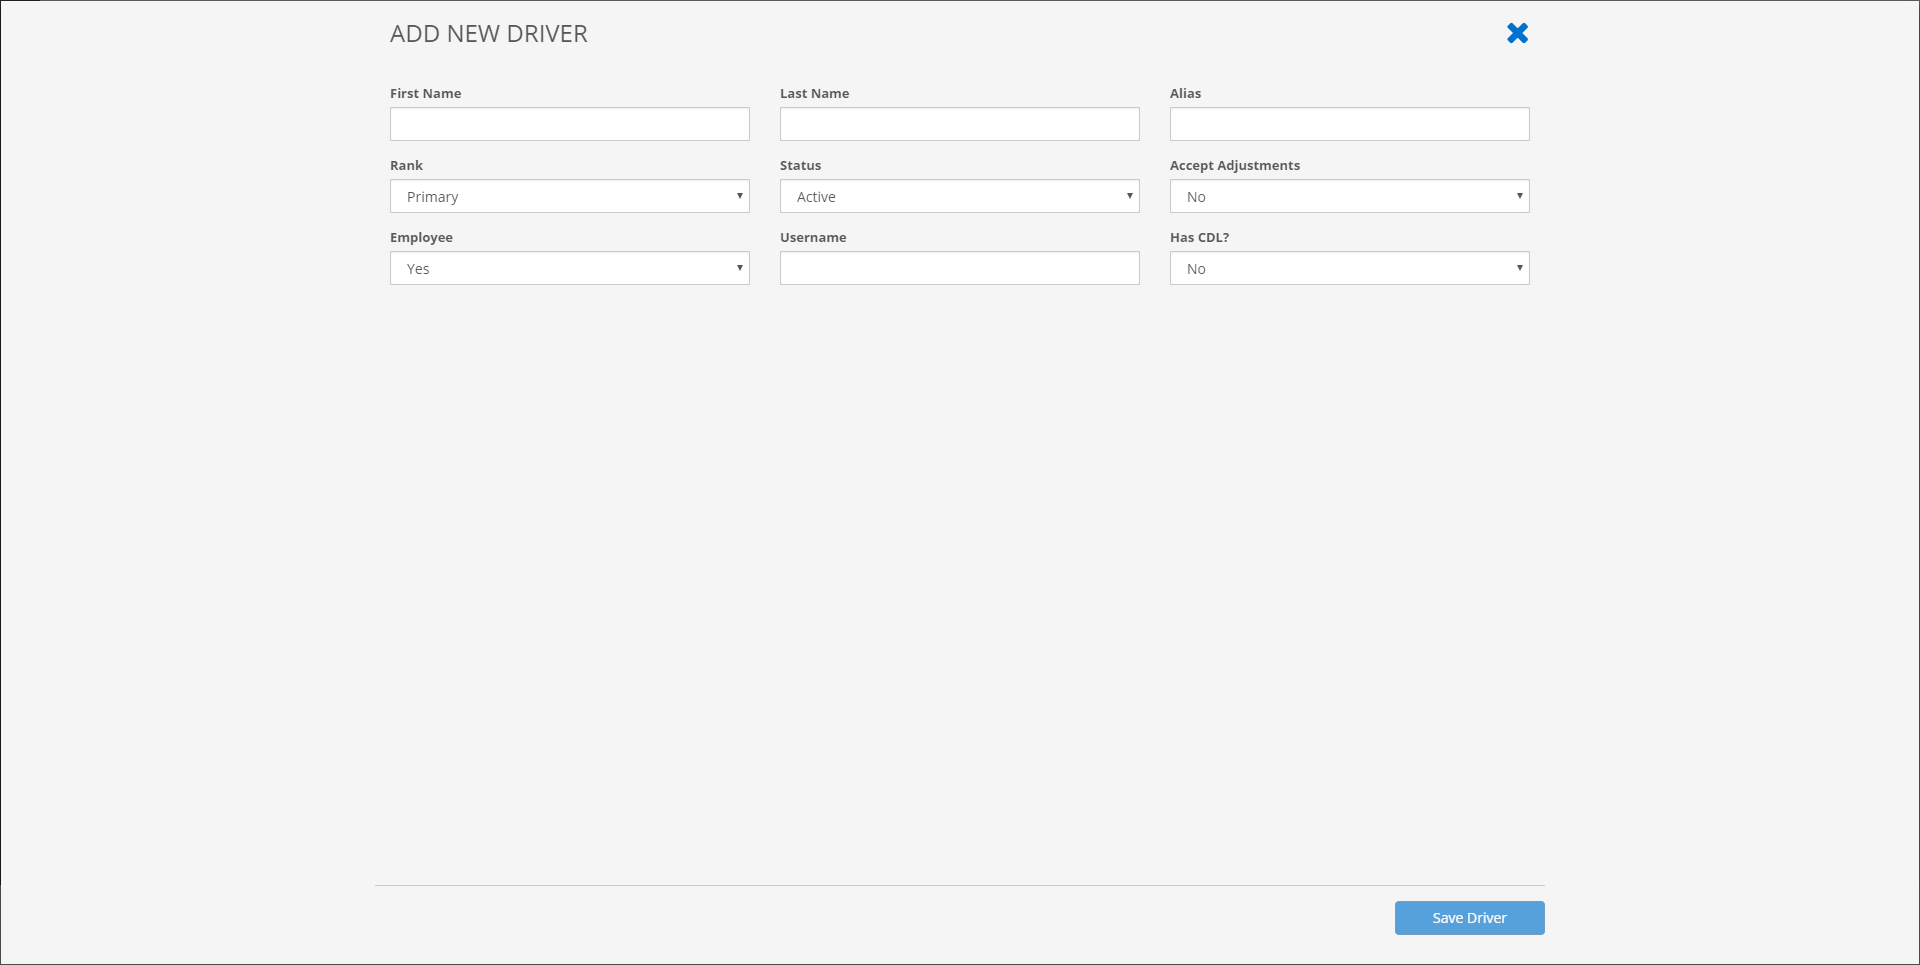 ADD NEW DRIVER
First Name
Last Name
Alias
Rank
Status
Accept Adjustments
Primary
Active
No
Employee
Username
Has CDL?
Yes
No
Save Driver